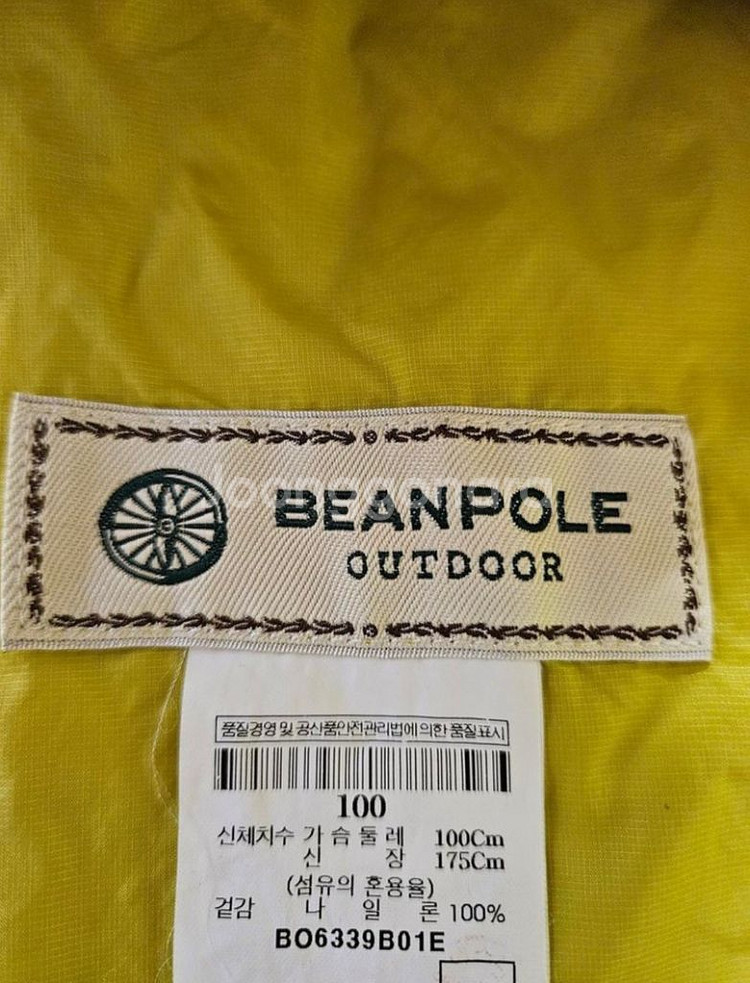 BEANPOLE
OUTDOOR
품질경영 및 공산품안전관리법에 의한 품질표시
100
신체치수 가 슴 둘 레 100Cm
신 장 175Cm
(섬유의 혼용율)
겉감 나 일 론 100%
BO6339B01E